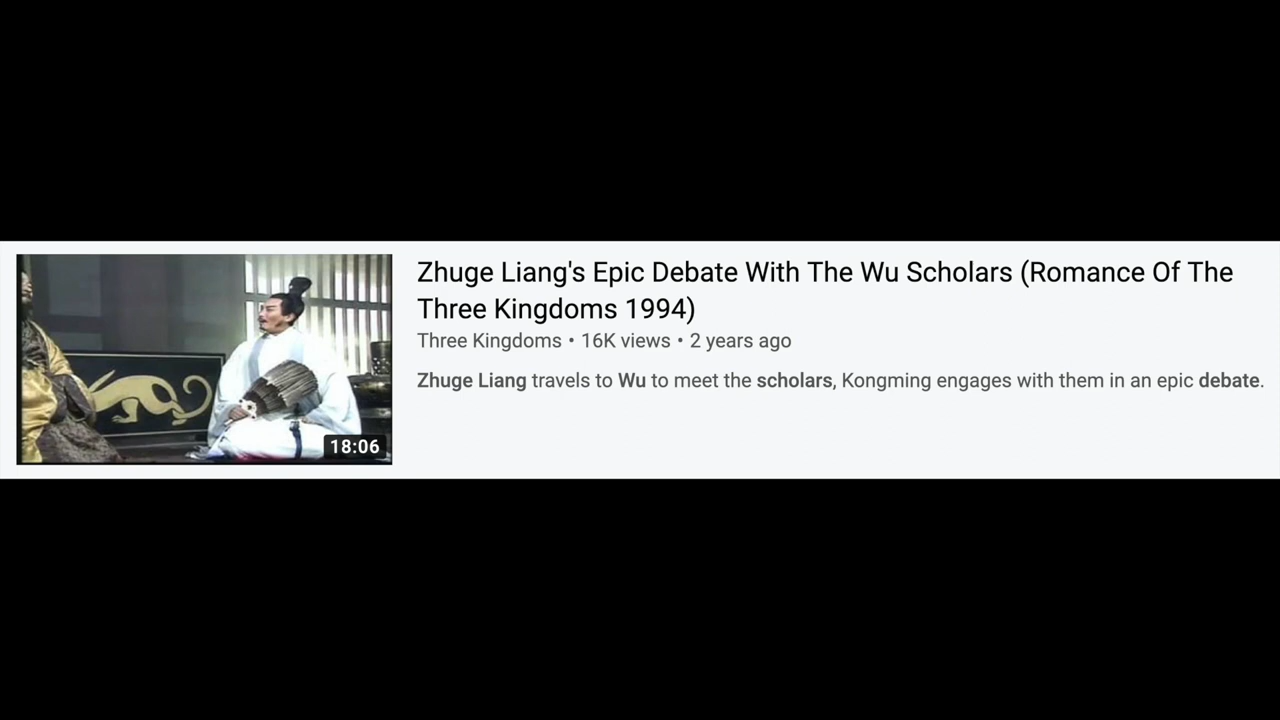 Zhuge Liang's Epic Debate With The Wu Scholars (Romance Of The
Three Kingdoms 1994)
Three Kingdoms • 16K views • 2 years ago
Zhuge Liang travels to Wu to meet the scholars, Kongming engages with them in an epic debate.
18:06